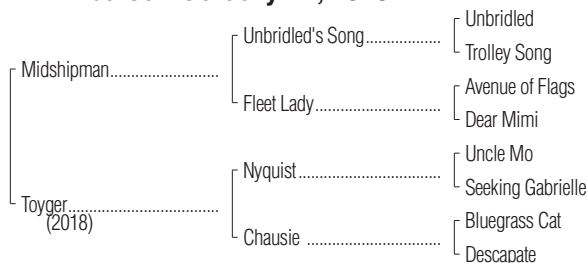 Unbridled
Unbridled's Song
Trolley Song
Midshipman
Avenue of Flags
Fleet Lady
Dear Mimi
Uncle Mo
Nyquist
Seeking Gabrielle
Toyger
(2018)
Bluegrass Cat
Chausie
Descapate